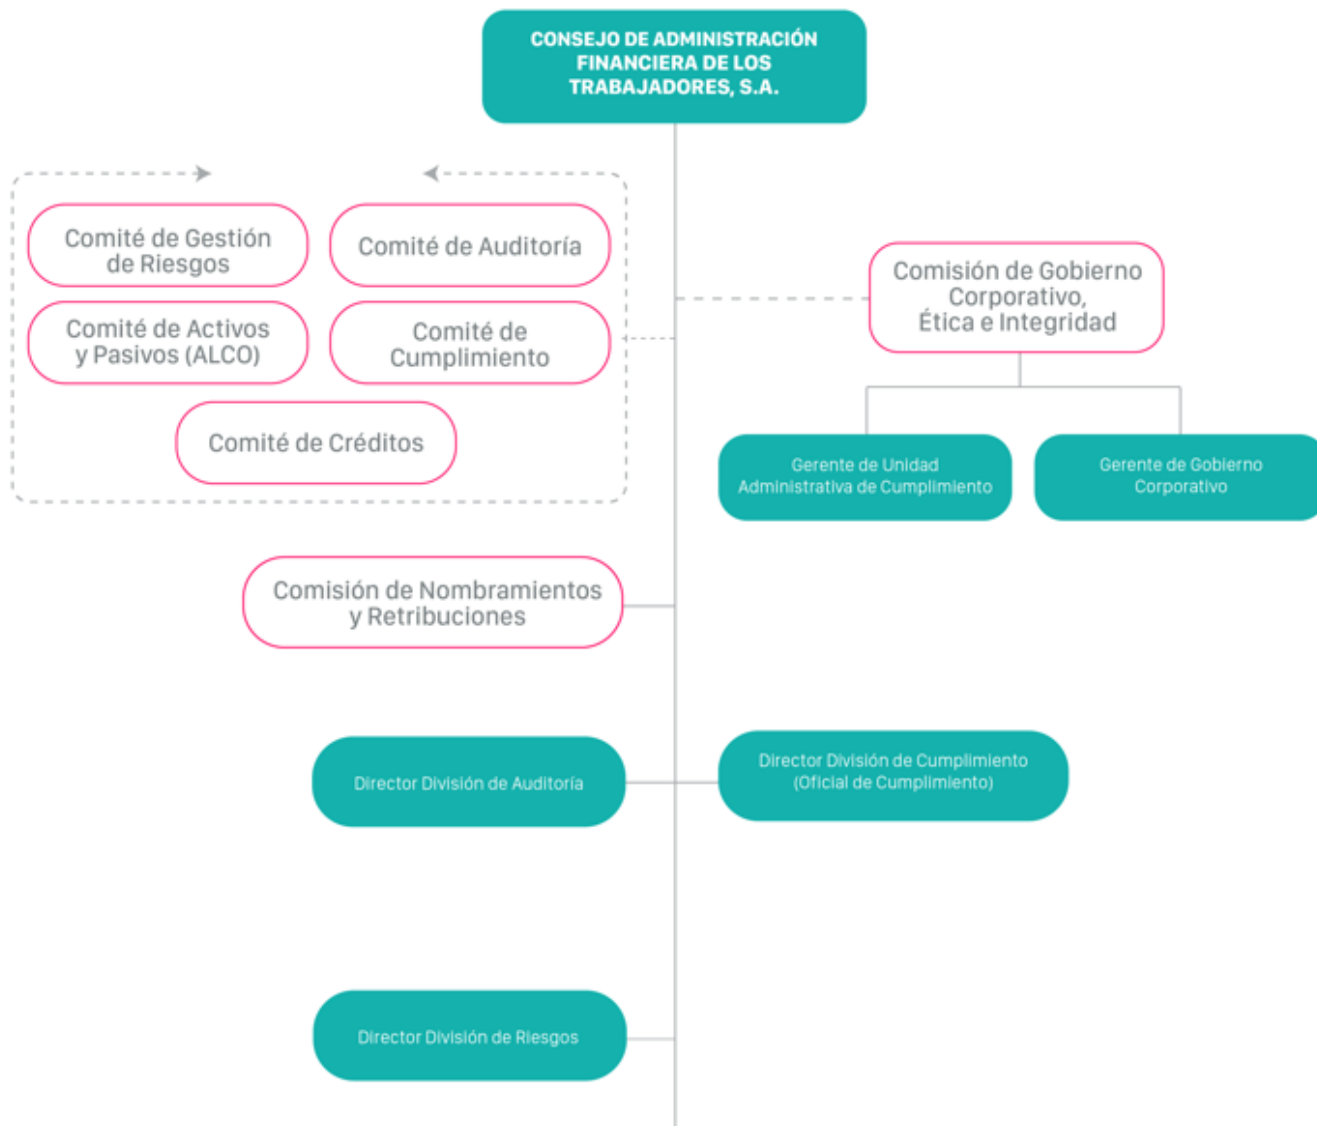 CONSEJO DE ADMINISTRACIÓN
FINANCIERA DE LOS
TRABAJADORES, S.A.
Comité de Gestión
de Riesgos
Comité de Auditoría
Comité de Activos
y Pasivos (ALCO)
Comité de
Cumplimiento
Comité de Créditos
Comisión de Gobierno
Corporativo,
Ética e Integridad
Gerente de Unidad
Administrativa de Cumplimiento
Gerente de Gobierno
Corporativo
Comisión de Nombramientos
y Retribuciones
Director División de Auditoría
Director División de Cumplimiento
(Oficial de Cumplimiento)
Director División de Riesgos